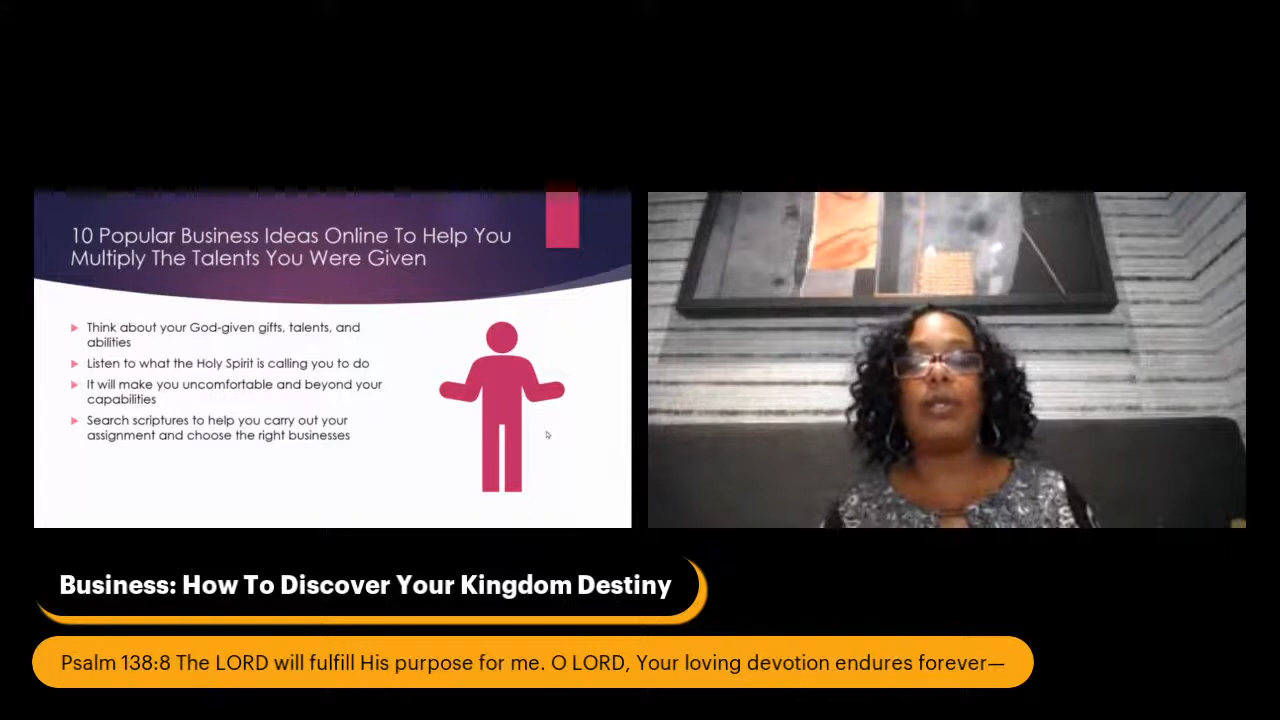 10 Popular Business Ideas Online To Help You
Multiply The Talents You Were Given
Think about your God-given gifts, talents, and
abilities
Listen to what the Holy Spirit is calling you to do
It will make you uncomfortable and beyond your
capabilities
Search scriptures to help you carry out your
assignment and choose the right businesses
Business: How To Discover Your Kingdom Destiny
Psalm 138:8 The LORD will fulfill His purpose for me. O LORD, Your loving devotion endures forever—